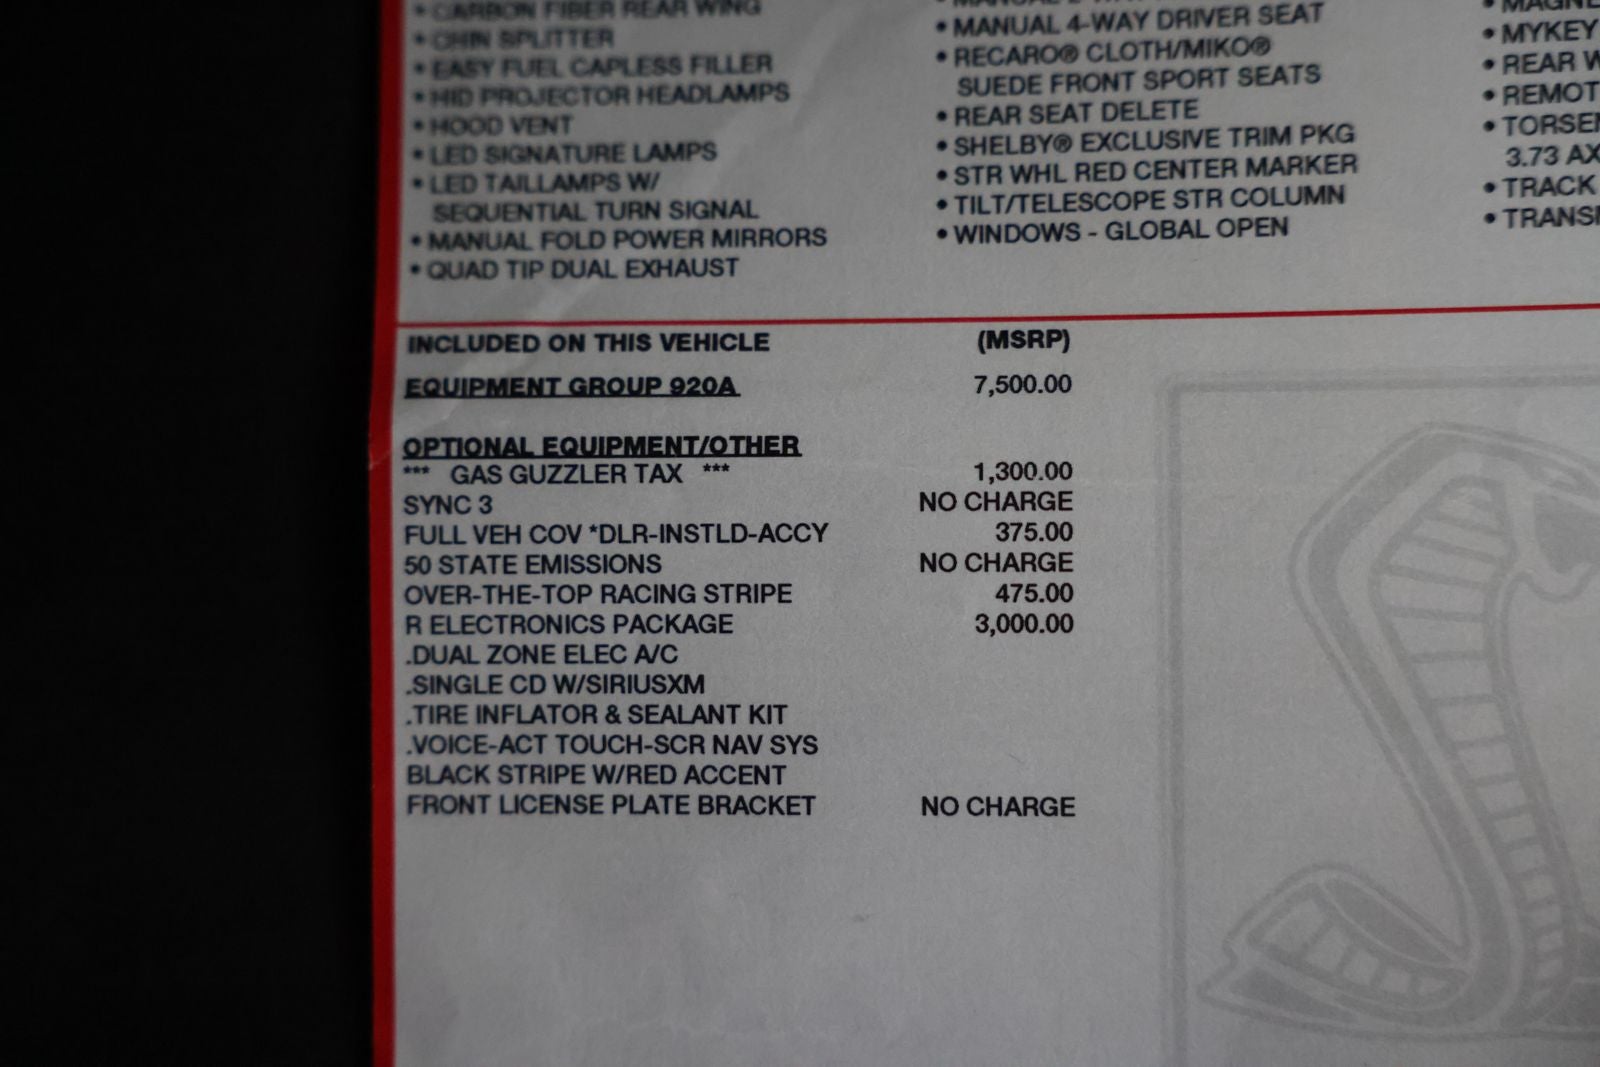 • CARBON FIBER REAR WING
• CHIN SPLITTER
• EASY FUEL CAPLESS FILLER
• HID PROJECTOR HEADLAMPS
• HOOD VENT
• LED SIGNATURE LAMPS
• LED TAILLAMPS W/
SEQUENTIAL TURN SIGNAL
• MANUAL FOLD POWER MIRRORS
• QUAD TIP DUAL EXHAUST
• MANUAL 4-WAY DRIVER SEAT
• RECARO® CLOTH/MIKO®
SUEDE FRONT SPORT SEATS
• REAR SEAT DELETE
• SHELBY® EXCLUSIVE TRIM PKG
• STR WHL RED CENTER MARKER
• TILT/TELESCOPE STR COLUMN
• WINDOWS - GLOBAL OPEN
• MYKEY
• REAR
• REMOT
• TORSEN
3.73 AX
• TRACK
• TRANS
INCLUDED ON THIS VEHICLE (MSRP)
EQUIPMENT GROUP 920A 7,500.00
OPTIONAL EQUIPMENT/OTHER
*** GAS GUZZLER TAX *** 1,300.00
SYNC 3 NO CHARGE
FULL VEH COV *DLR-INSTLD-ACCY 375.00
50 STATE EMISSIONS NO CHARGE
OVER-THE-TOP RACING STRIPE 475.00
R ELECTRONICS PACKAGE 3,000.00
.DUAL ZONE ELEC A/C
.SINGLE CD W/SIRIUSXM
.TIRE INFLATOR & SEALANT KIT
.VOICE-ACT TOUCH-SCR NAV SYS
BLACK STRIPE W/RED ACCENT
FRONT LICENSE PLATE BRACKET NO CHARGE